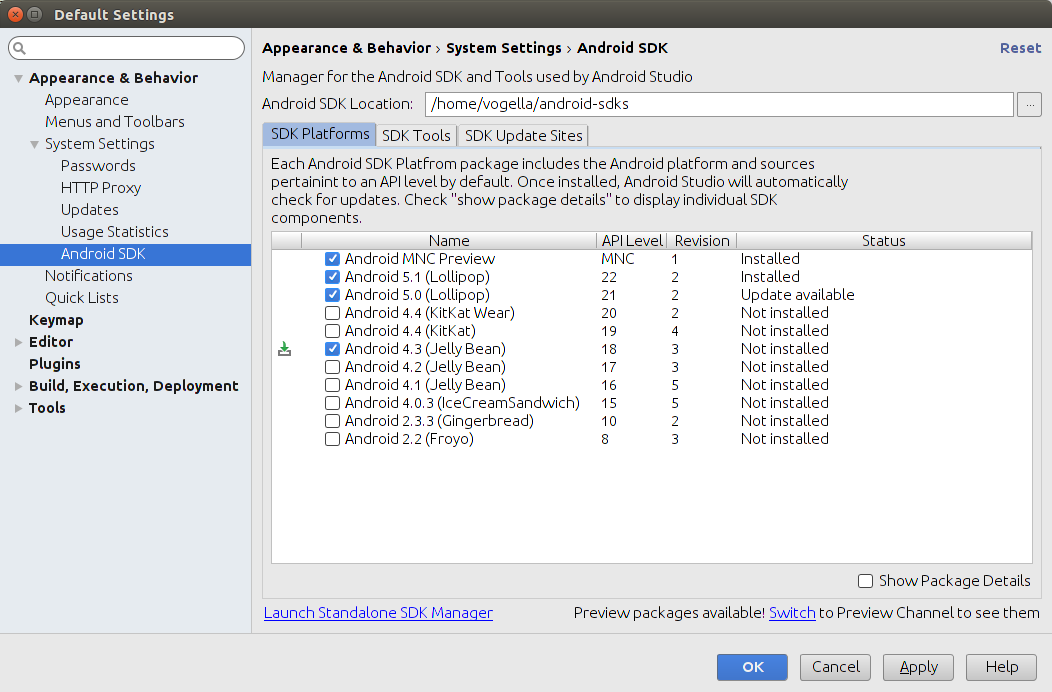 Default Settings
Appearance & Behavior › System Settings › Android SDK
Reset
Manager for the Android SDK and Tools used by Android Studio
Android SDK Location: /home/vogella/android-sdks ...
Appearance & Behavior
Appearance
Menus and Toolbars
System Settings
Passwords
HTTP Proxy
Updates
Usage Statistics
Android SDK
Notifications
Quick Lists
Keymap
Editor
Plugins
Build, Execution, Deployment
Tools
SDK Platforms SDK Tools SDK Update Sites
Each Android SDK Platfrom package includes the Android platform and sources
pertainint to an API level by default. Once installed, Android Studio will automatically
check for updates. Check "show package details" to display individual SDK
components.
Name API Level Revision Status
Android MNC Preview MNC 1 Installed
Android 5.1 (Lollipop) 22 2 Installed
Android 5.0 (Lollipop) 21 2 Update available
Android 4.4 (KitKat Wear) 20 2 Not installed
Android 4.4 (KitKat) 19 4 Not installed
Android 4.3 (Jelly Bean) 18 3 Not installed
Android 4.2 (Jelly Bean) 17 3 Not installed
Android 4.1 (Jelly Bean) 16 5 Not installed
Android 4.0.3 (IceCreamSandwich) 15 5 Not installed
Android 2.3.3 (Gingerbread) 10 2 Not installed
Android 2.2 (Froyo) 8 3 Not installed
Show Package Details
Launch Standalone SDK Manager
Preview packages available! Switch to Preview Channel to see them
OK Cancel Apply Help